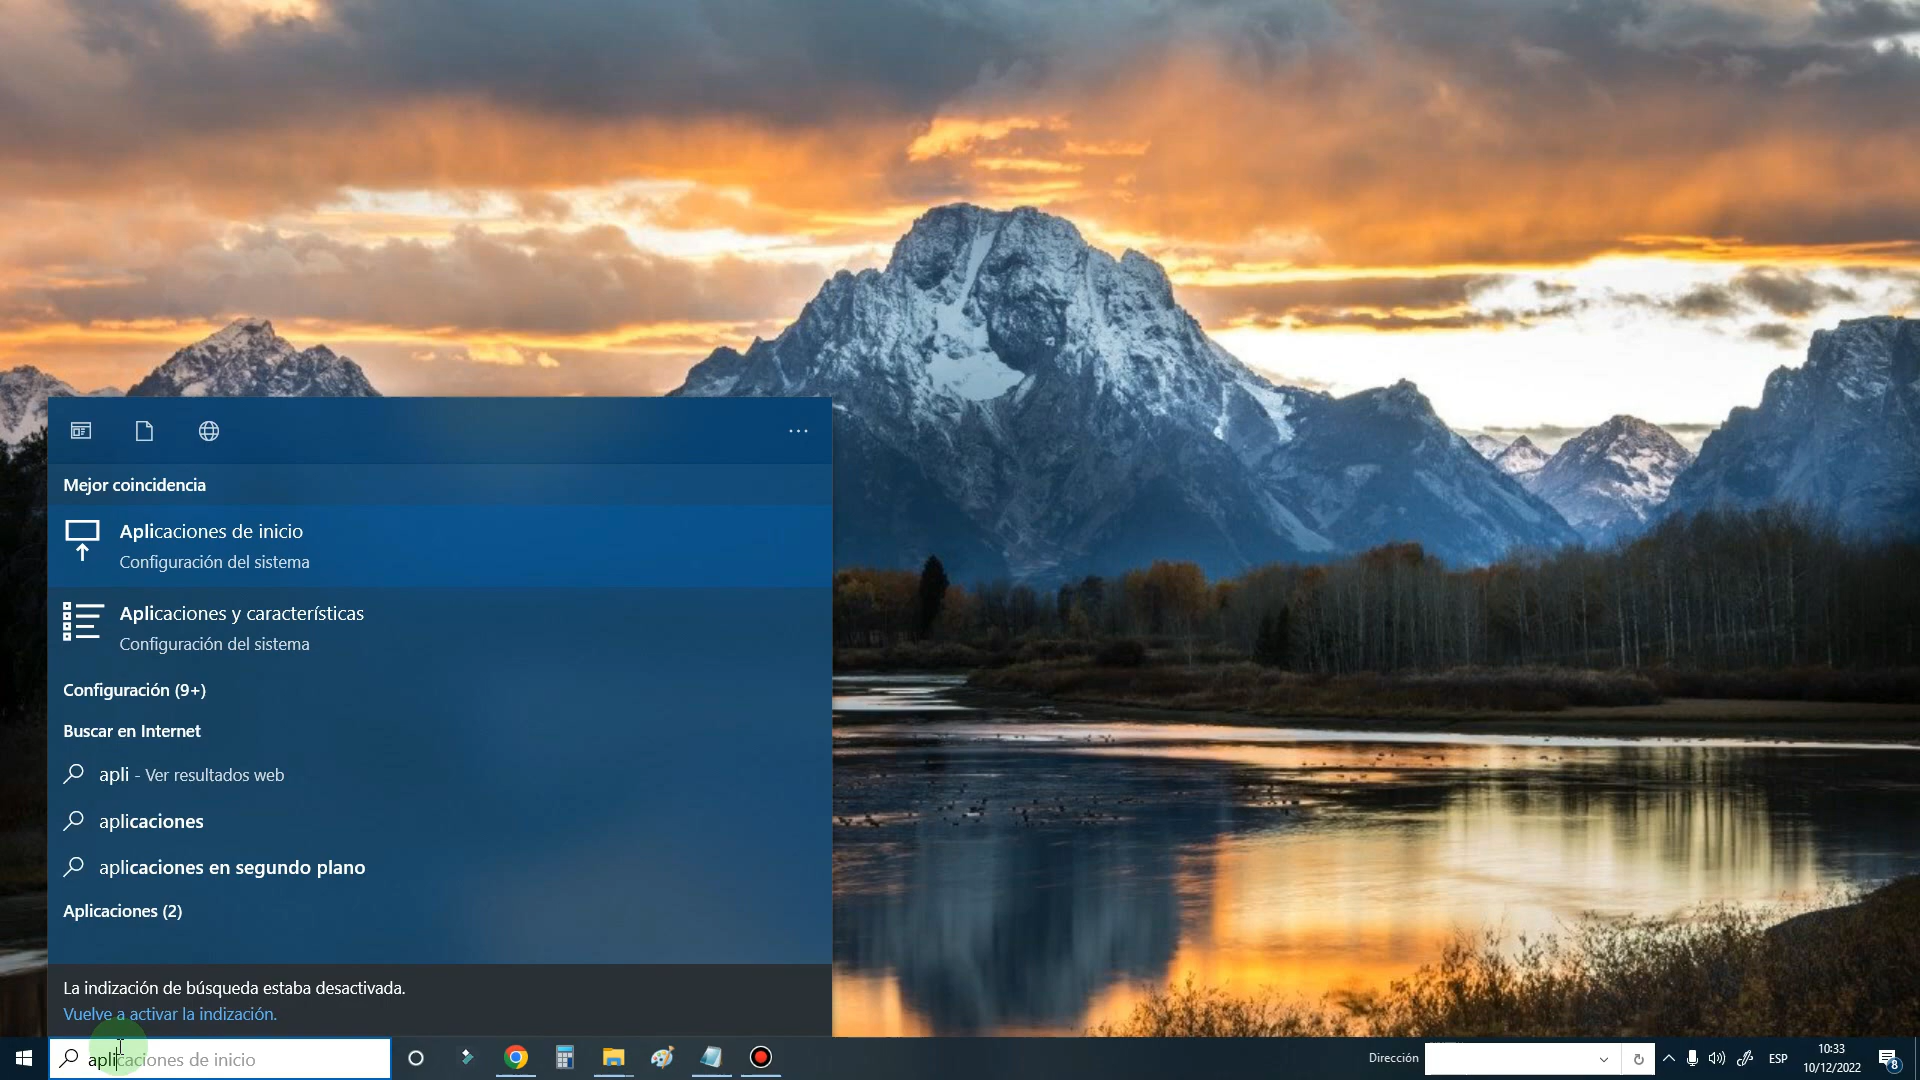 Mejor coincidencia
Aplicaciones de inicio
Configuración del sistema
Aplicaciones y características
Configuración del sistema
Configuración (9+)
Buscar en Internet
apli - Ver resultados web
aplicaciones
aplicaciones en segundo plano
Aplicaciones (2)
La indización de búsqueda estaba desactivada.
Vuelve a activar la indización.
aplicaciones de inicio
Dirección
ESP
10:33
10/12/2022
8